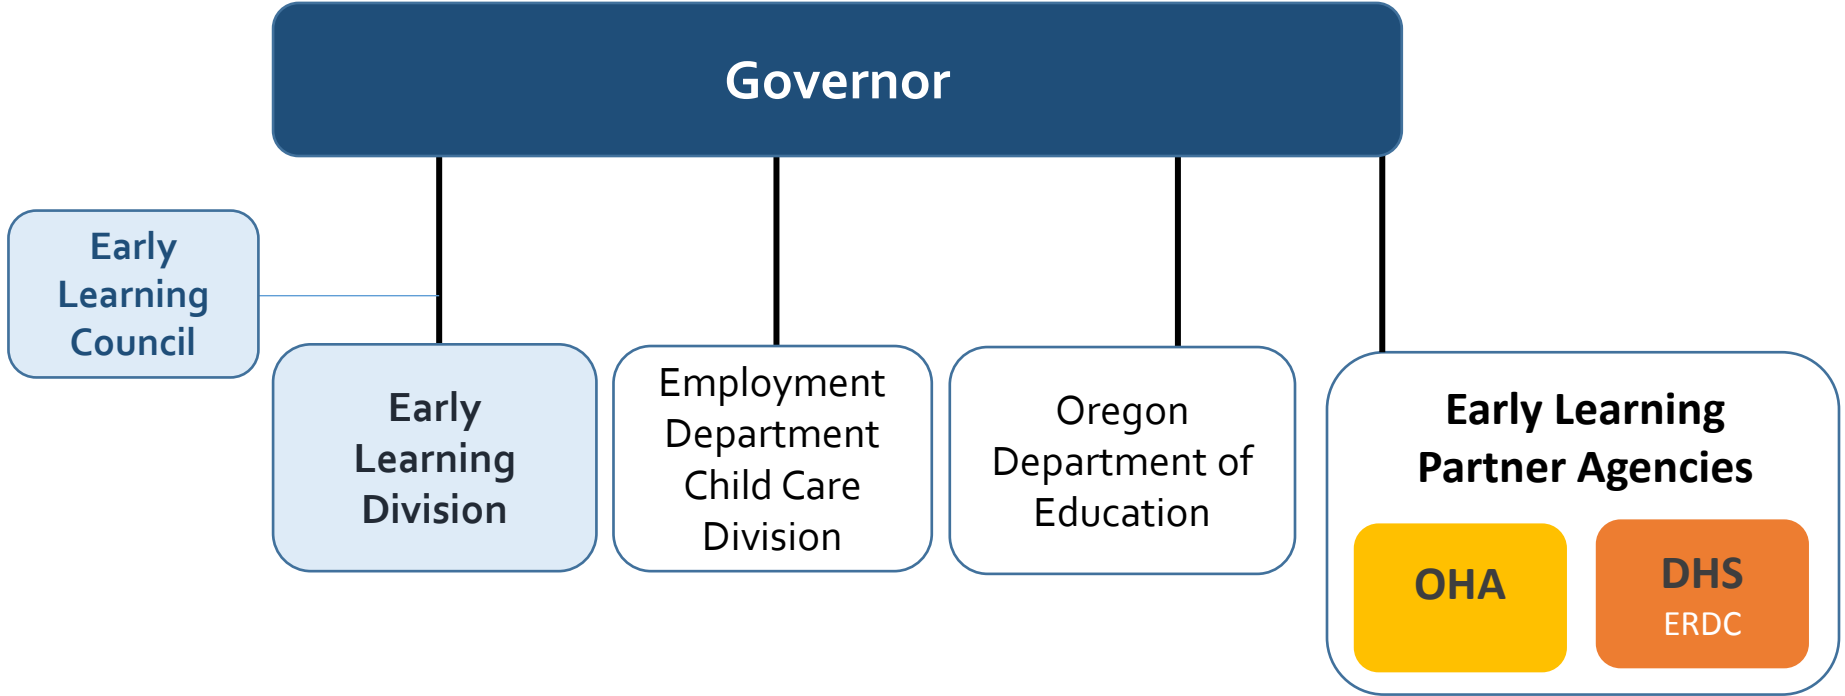 Governor
Early
Learning
Council
Early
Learning
Division
Employment
Department
Child Care
Division
Oregon
Department of
Education
Early Learning
Partner Agencies
OHA
DHS
ERDC